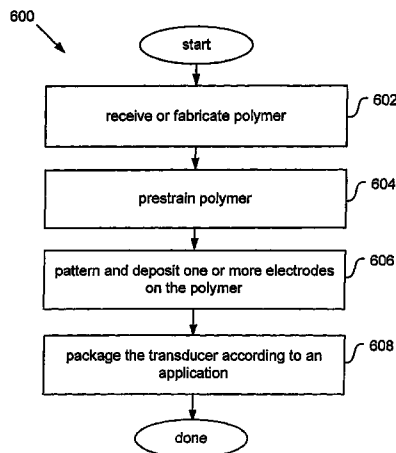 600
start
receive or fabricate polymer
602
prestrain polymer
604
pattern and deposit one or more electrodes
on the polymer
606
package the transducer according to an
application
608
done